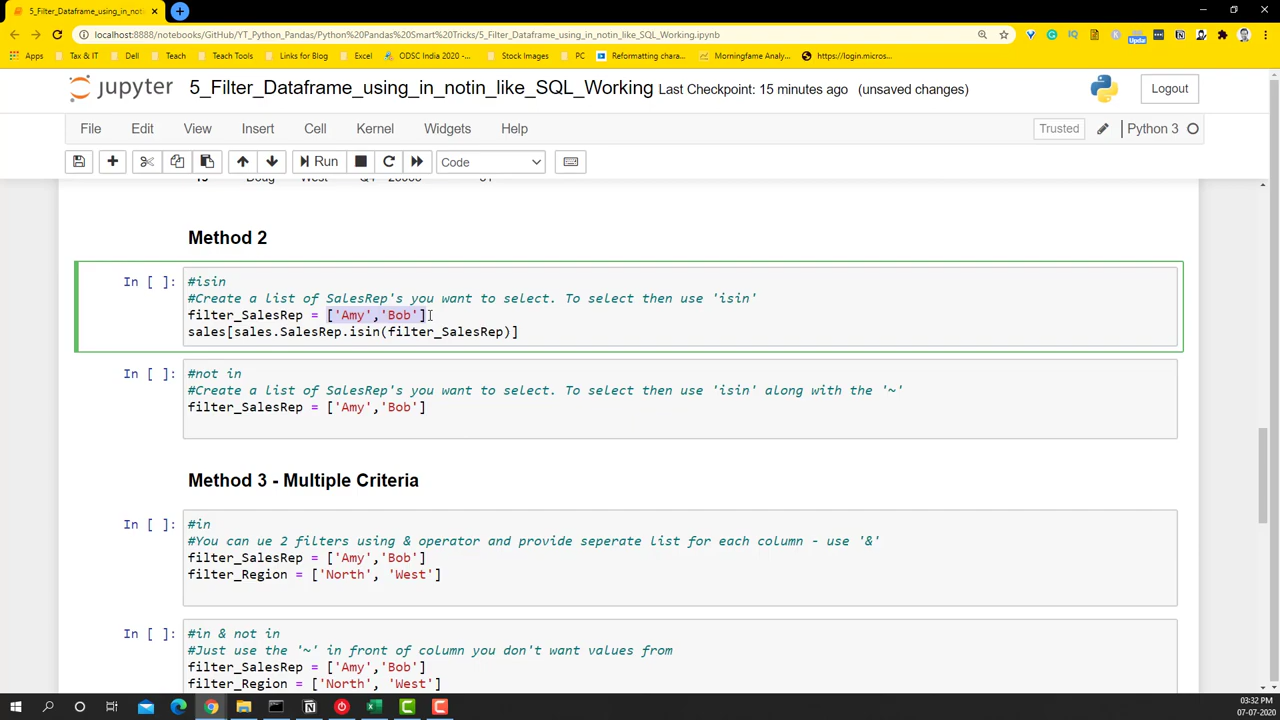 5_Filter_Dataframe_using_in_notin
localhost:8888/notebooks/GitHub/YT_Python_Pandas/Python%20Pandas%20Smart%20Tricks/5_Filter_Dataframe_using_in_notin_like_SQL_Working.ipynb
Apps Tax & IT Dell Teach Teach Tools Links for Blog Excel ODSC India 2020 -... Stock Images PC Reformatting chara... Morningfame Analy... https://login.micros...
jupyter 5_Filter_Dataframe_using_in_notin_like_SQL_Working Last Checkpoint: 15 minutes ago (unsaved changes) Logout
File Edit View Insert Cell Kernel Widgets Help Trusted Python 3
Run Code
Method 2
In [ ]: #isin
#Create a list of SalesRep's you want to select. To select then use 'isin'
filter_SalesRep = ['Amy','Bob']
sales[sales.SalesRep.isin(filter_SalesRep)]
In [ ]: #not in
#Create a list of SalesRep's you want to select. To select then use 'isin' along with the '~'
filter_SalesRep = ['Amy','Bob']
Method 3 - Multiple Criteria
In [ ]: #in
#You can ue 2 filters using & operator and provide seperate list for each column - use '&'
filter_SalesRep = ['Amy','Bob']
filter_Region = ['North', 'West']
In [ ]: #in & not in
#Just use the '~' in front of column you don't want values from
filter_SalesRep = ['Amy','Bob']
filter_Region = ['North', 'West']
03:32 PM
07-07-2020